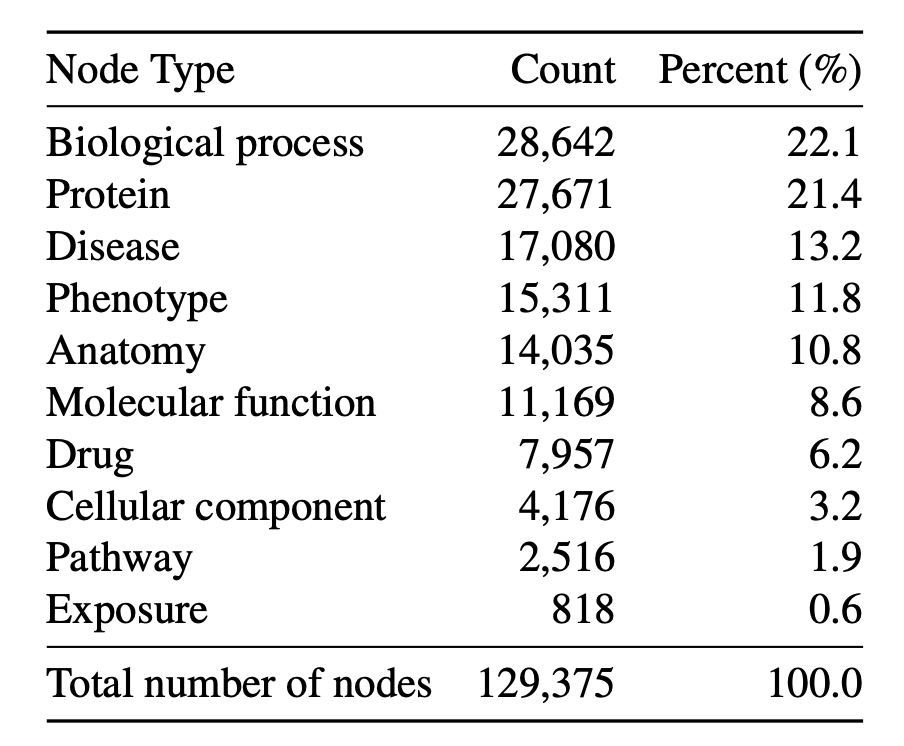 Node Type Count Percent (%)
Biological process 28,642 22.1
Protein 27,671 21.4
Disease 17,080 13.2
Phenotype 15,311 11.8
Anatomy 14,035 10.8
Molecular function 11,169 8.6
Drug 7,957 6.2
Cellular component 4,176 3.2
Pathway 2,516 1.9
Exposure 818 0.6
Total number of nodes 129,375 100.0